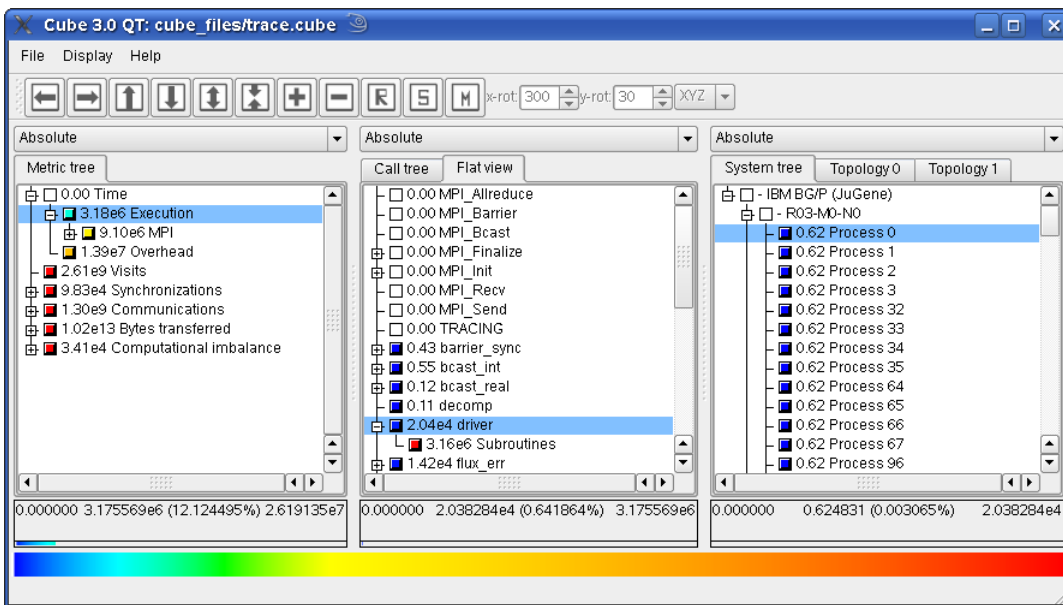 Cube 3.0 QT: cube_files/trace.cube
File Display Help
R S M x-rot: 300 y-rot: 30 XYZ
Absolute
Metric tree
0.00 Time
3.18e6 Execution
9.10e6 MPI
1.39e7 Overhead
2.61e9 Visits
9.83e4 Synchronizations
1.30e9 Communications
1.02e13 Bytes transferred
3.41e4 Computational imbalance
0.000000 3.175569e6 (12.124495%) 2.619135e7
Absolute
Call tree Flat view
0.00 MPI_Allreduce
0.00 MPI_Barrier
0.00 MPI_Bcast
0.00 MPI_Finalize
0.00 MPI_Init
0.00 MPI_Recv
0.00 MPI_Send
0.00 TRACING
0.43 barrier_sync
0.55 bcast_int
0.12 bcast_real
0.11 decomp
2.04e4 driver
3.16e6 Subroutines
1.42e4 flux_err
0.000000 2.038284e4 (0.641864%) 3.175569e6
Absolute
System tree Topology 0 Topology 1
- IBM BG/P (JuGene)
- R03-M0-N0
0.62 Process 0
0.62 Process 1
0.62 Process 2
0.62 Process 3
0.62 Process 32
0.62 Process 33
0.62 Process 34
0.62 Process 35
0.62 Process 64
0.62 Process 65
0.62 Process 66
0.62 Process 67
0.62 Process 96
0.000000 0.624831 (0.003065%) 2.038284e4